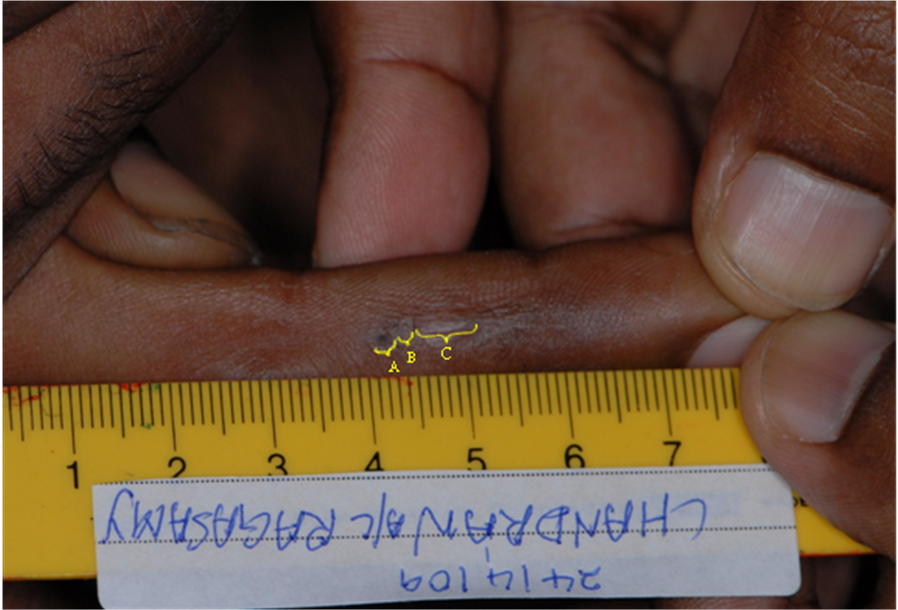 A
B
C
1 2 3 4 5 6 7
24/4/09
CHANDRAN A/L RAGASAMY